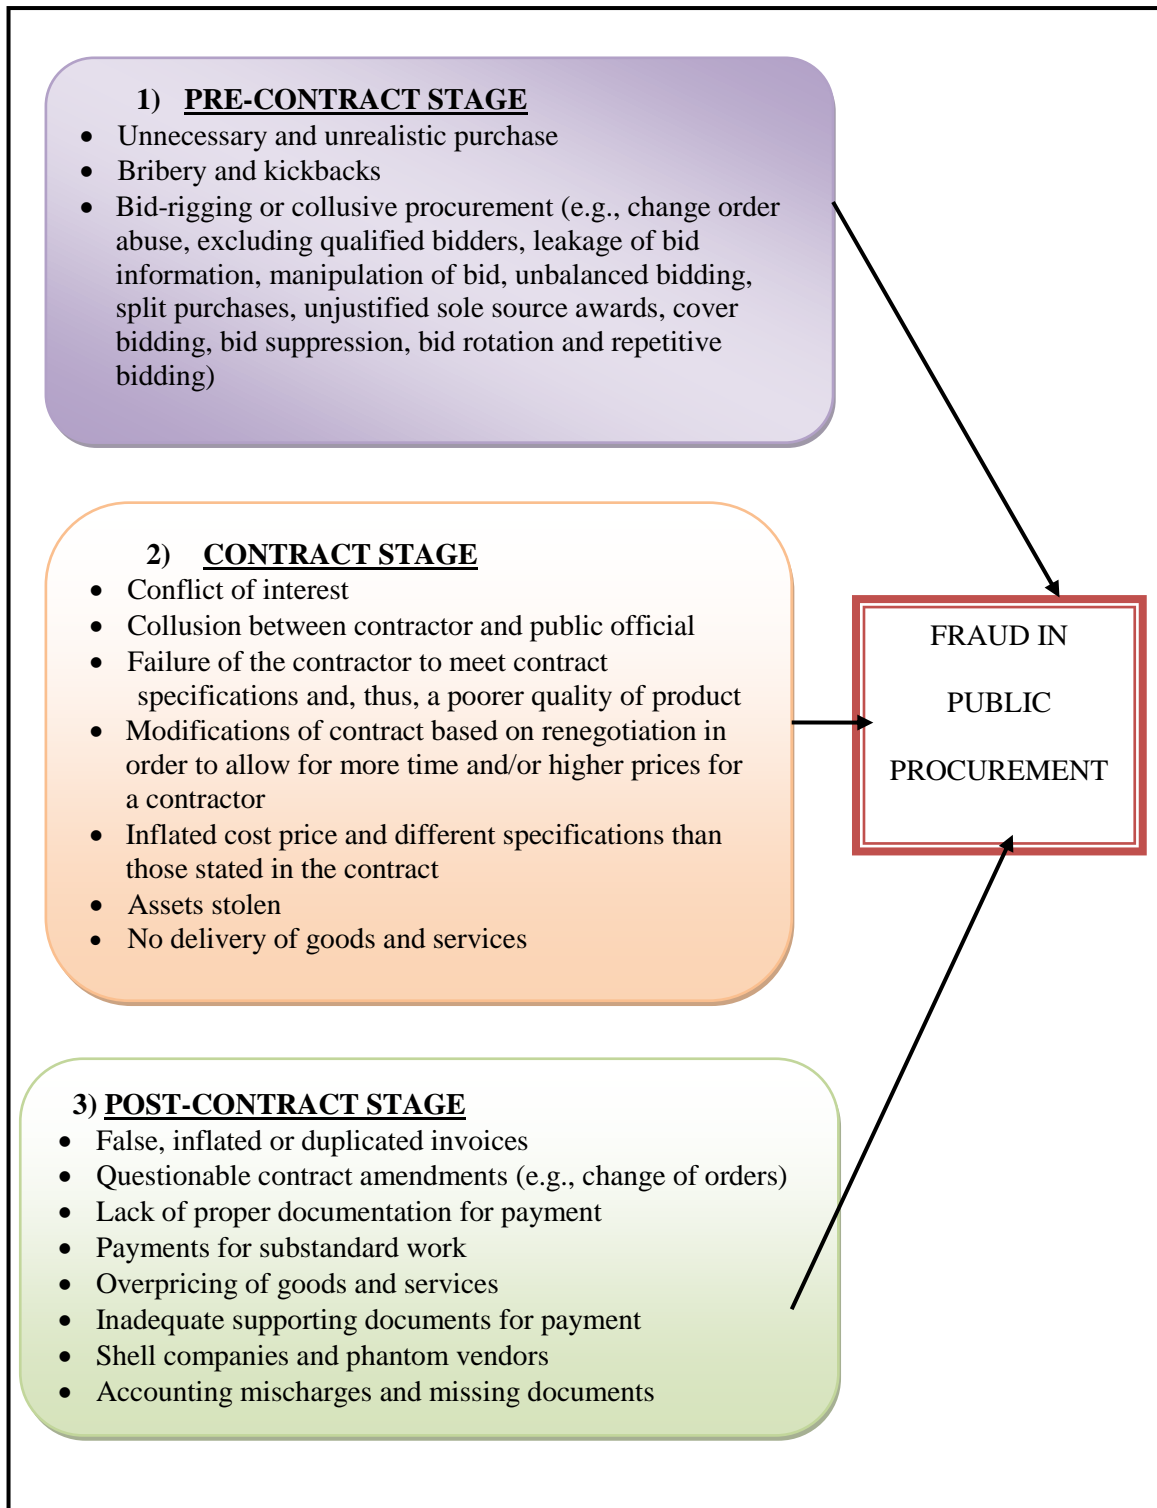 1) PRE-CONTRACT STAGE
• Unnecessary and unrealistic purchase
• Bribery and kickbacks
• Bid-rigging or collusive procurement (e.g., change order
abuse, excluding qualified bidders, leakage of bid
information, manipulation of bid, unbalanced bidding,
split purchases, unjustified sole source awards, cover
bidding, bid suppression, bid rotation and repetitive
bidding)
2) CONTRACT STAGE
• Conflict of interest
• Collusion between contractor and public official
• Failure of the contractor to meet contract
specifications and, thus, a poorer quality of product
• Modifications of contract based on renegotiation in
order to allow for more time and/or higher prices for
a contractor
• Inflated cost price and different specifications than
those stated in the contract
• Assets stolen
• No delivery of goods and services
FRAUD IN
PUBLIC
PROCUREMENT
3) POST-CONTRACT STAGE
• False, inflated or duplicated invoices
• Questionable contract amendments (e.g., change of orders)
• Lack of proper documentation for payment
• Payments for substandard work
• Overpricing of goods and services
• Inadequate supporting documents for payment
• Shell companies and phantom vendors
• Accounting mischarges and missing documents